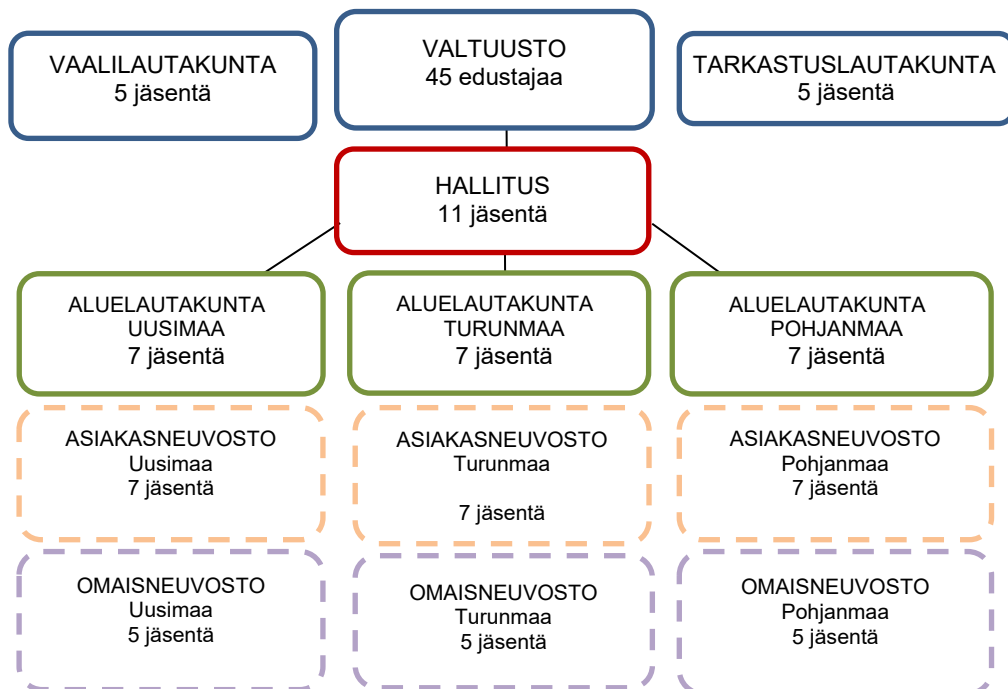 VAALILAUTAKUNTA
5 jäsentä
VALTUUSTO
45 edustajaa
TARKASTUSLAUTAKUNTA
5 jäsentä
HALLITUS
11 jäsentä
ALUELAUTAKUNTA
UUSIMAA
7 jäsentä
ALUELAUTAKUNTA
TURUNMAA
7 jäsentä
ALUELAUTAKUNTA
POHJANMAA
7 jäsentä
ASIAKASNEUVOSTO
Uusimaa
7 jäsentä
ASIAKASNEUVOSTO
Turunmaa
7 jäsentä
ASIAKASNEUVOSTO
Pohjanmaa
7 jäsentä
OMAISNEUVOSTO
Uusimaa
5 jäsentä
OMAISNEUVOSTO
Turunmaa
5 jäsentä
OMAISNEUVOSTO
Pohjanmaa
5 jäsentä